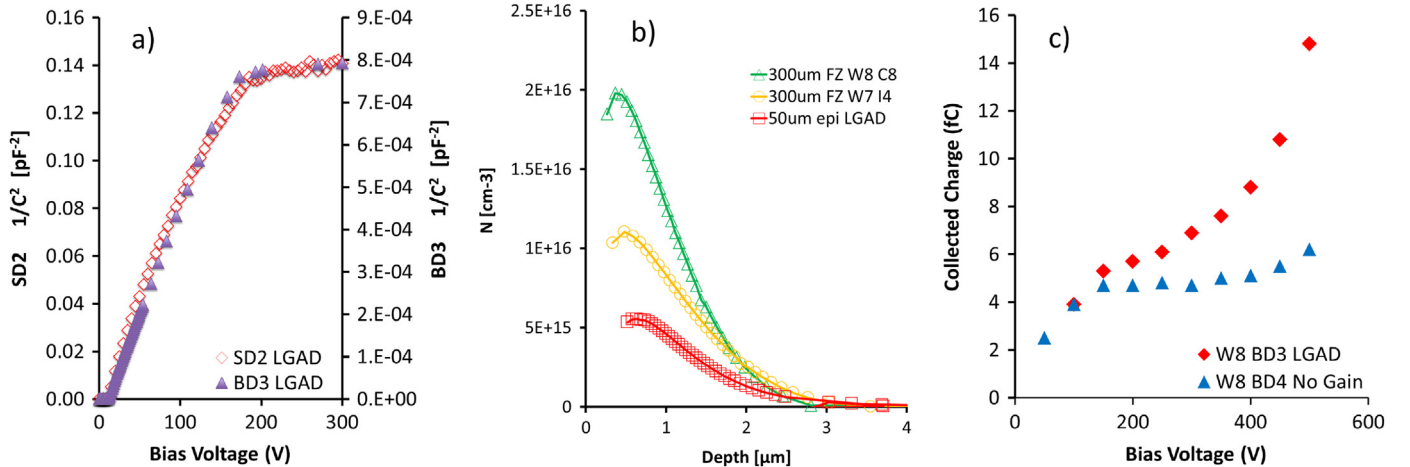 a)
0.16
0.14
0.12
0.10
0.08
0.06
0.04
0.02
0.00
SD2 1/C² [pF⁻²]
9.E-04
8.E-04
7.E-04
6.E-04
5.E-04
4.E-04
3.E-04
2.E-04
1.E-04
0.E+00
BD3 1/C² [pF⁻²]
SD2 LGAD
BD3 LGAD
0 100 200 300
Bias Voltage (V)
b)
2.5E+16
2E+16
1.5E+16
1E+16
5E+15
0
N [cm-3]
300um FZ W8 C8
300um FZ W7 I4
50um epi LGAD
0 1 2 3 4
Depth [μm]
c)
16
14
12
10
8
6
4
2
0
Collected Charge (fC)
W8 BD3 LGAD
W8 BD4 No Gain
0 200 400 600
Bias Voltage (V)